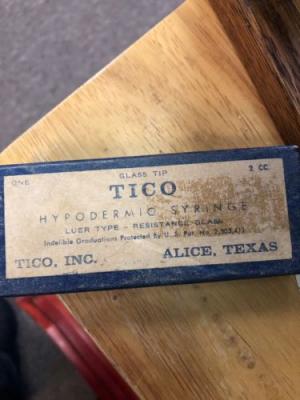 GLASS TIP
ONE 2 CC
TICO
HYPODERMIC SYRINGE
LUER TYPE - RESISTANCE GLASS
Indelible Graduations Protected By U. S. Pat. No.
TICO, INC. ALICE, TEXAS